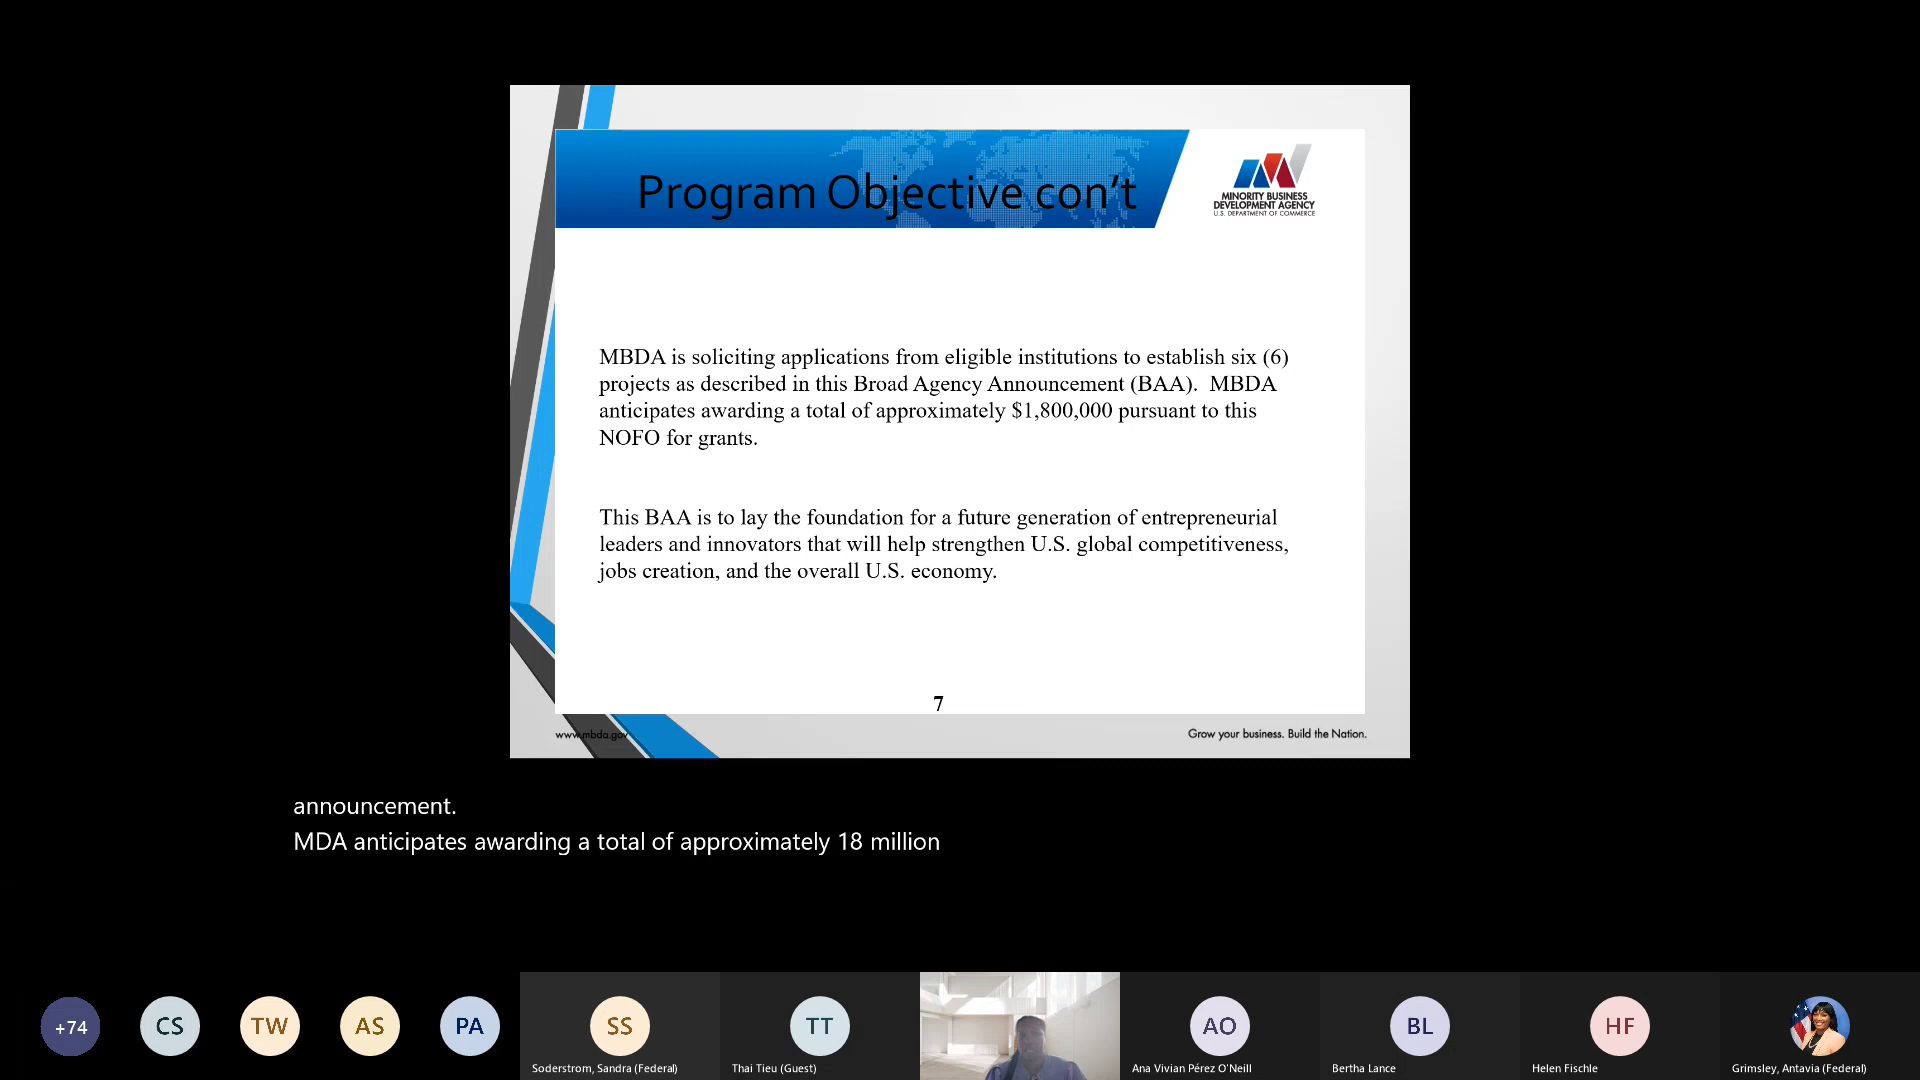 Program Objective con't
MINORITY BUSINESS
DEVELOPMENT AGENCY
U.S. DEPARTMENT OF COMMERCE
MBDA is soliciting applications from eligible institutions to establish six (6)
projects as described in this Broad Agency Announcement (BAA).  MBDA
anticipates awarding a total of approximately $1,800,000 pursuant to this
NOFO for grants.
This BAA is to lay the foundation for a future generation of entrepreneurial
leaders and innovators that will help strengthen U.S. global competitiveness,
jobs creation, and the overall U.S. economy.
7
www.mbda.gov
Grow your business. Build the Nation.
announcement.
MDA anticipates awarding a total of approximately 18 million
+74
CS
TW
AS
PA
SS
TT
AO
BL
HF
Soderstrom, Sandra (Federal)
Thai Tieu (Guest)
Ana Vivian Pérez O'Neill
Bertha Lance
Helen Fischle
Grimsley, Antavia (Federal)